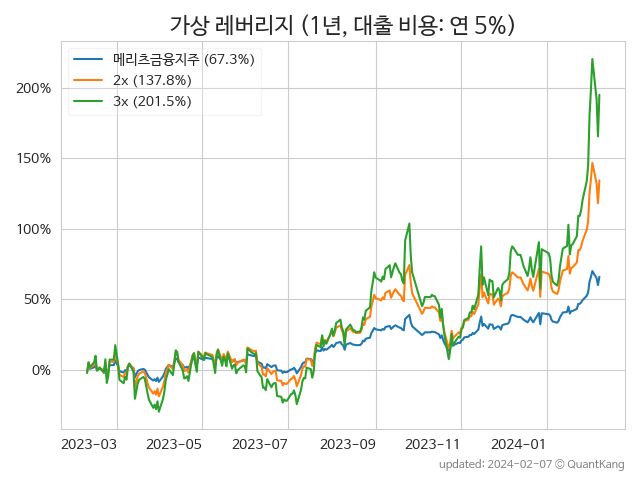 가상 레버리지 (1년, 대출 비용: 연 5%)
메리츠금융지주 (67.3%)
2x (137.8%)
3x (201.5%)
200%
150%
100%
50%
0%
2023-03 2023-05 2023-07 2023-09 2023-11 2024-01
updated: 2024-02-07 © QuantKang